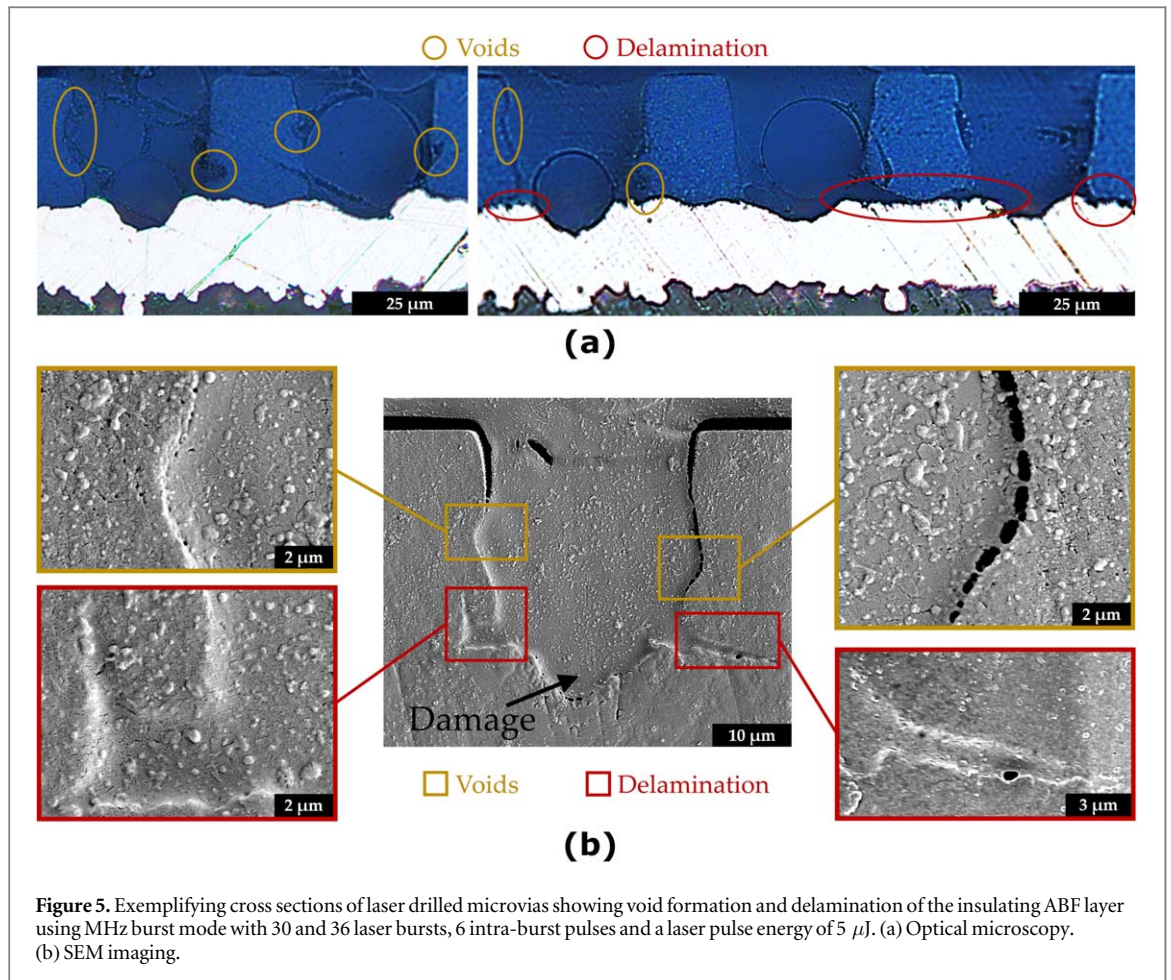 Voids Delamination
25 µm 25 µm
(a)
2 µm 2 µm
Damage
10 µm
2 µm 3 µm
Voids Delamination
(b)
Figure 5. Exemplifying cross sections of laser drilled microvias showing void formation and delamination of the insulating ABF layer
using MHz burst mode with 30 and 36 laser bursts, 6 intra-burst pulses and a laser pulse energy of 5 μJ. (a) Optical microscopy.
(b) SEM imaging.